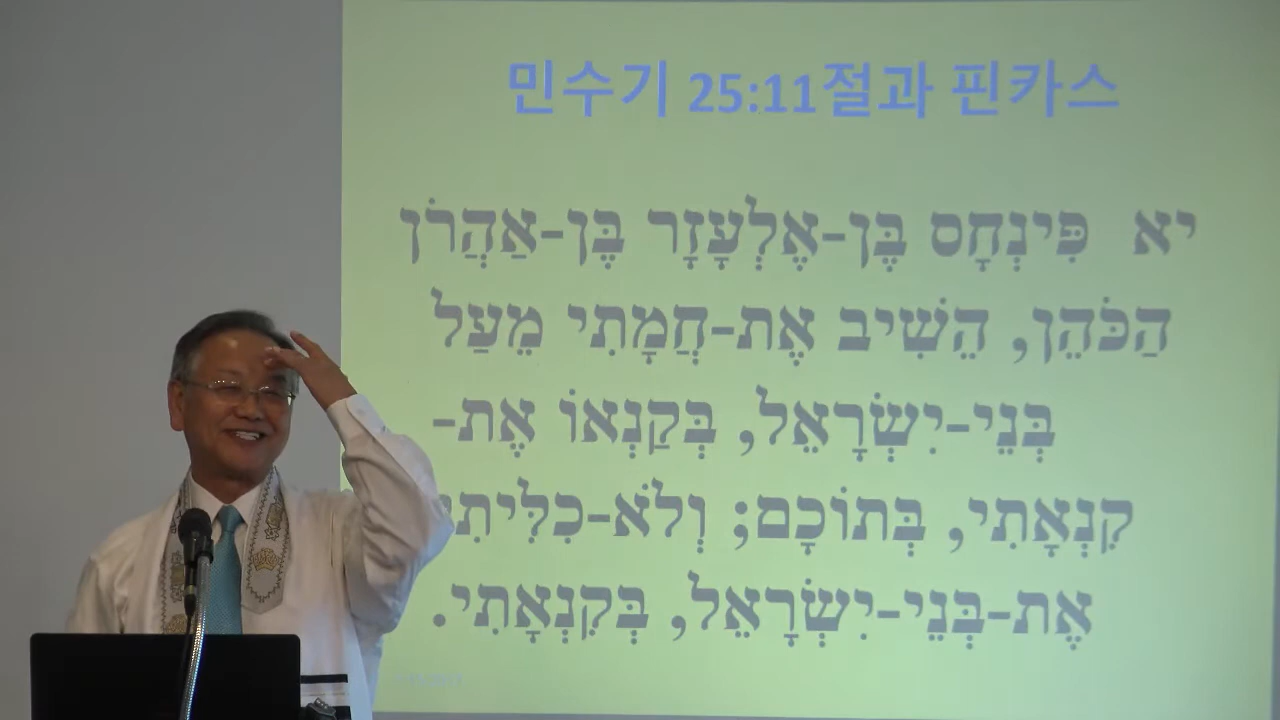 민수기 25:11절과 핀카스
יא  פִּינְחָס בֶּן-אֶלְעָזָר בֶּן-אַהֲרֹן
הַכֹּהֵן, הֵשִׁיב אֶת-חֲמָתִי מֵעַל
בְּנֵי-יִשְׂרָאֵל, בְּקַנְאוֹ אֶת-
קִנְאָתִי, בְּתוֹכָם; וְלֹא-כִלִּיתִי
אֶת-בְּנֵי-יִשְׂרָאֵל, בְּקִנְאָתִי.